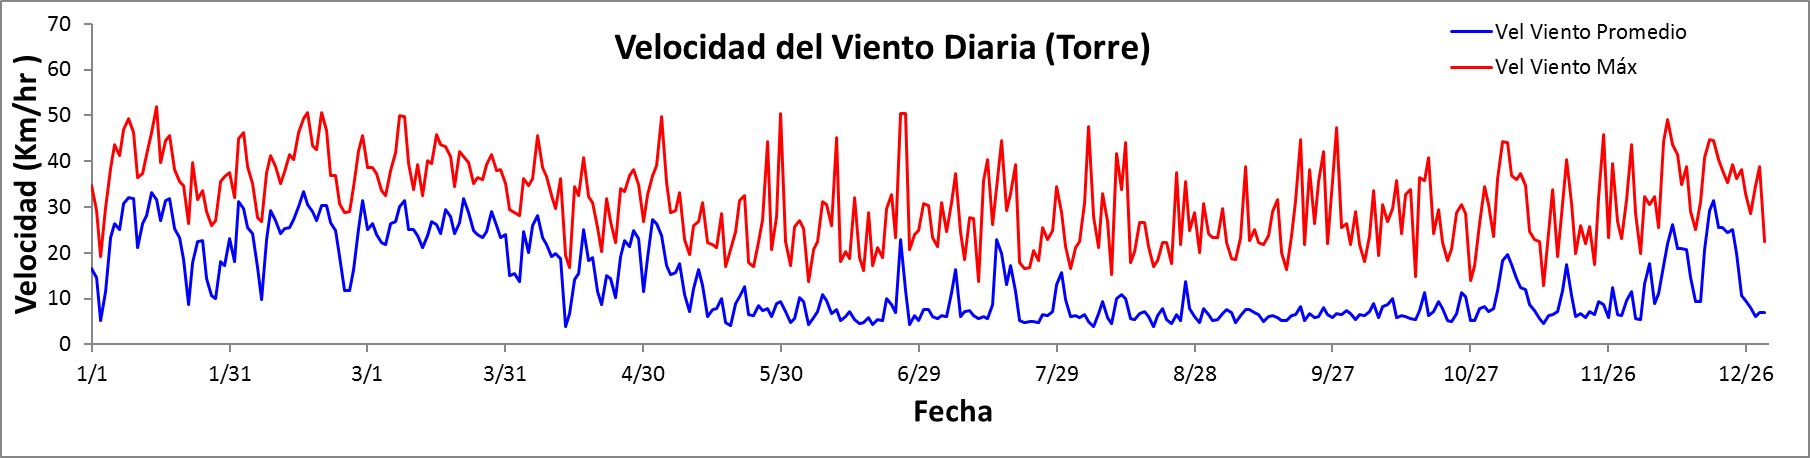 Velocidad del Viento Diaria (Torre)
Vel Viento Promedio
Vel Viento Máx
Velocidad (Km/hr )
70
60
50
40
30
20
10
0
1/1 1/31 3/1 3/31 4/30 5/30 6/29 7/29 8/28 9/27 10/27 11/26 12/26
Fecha